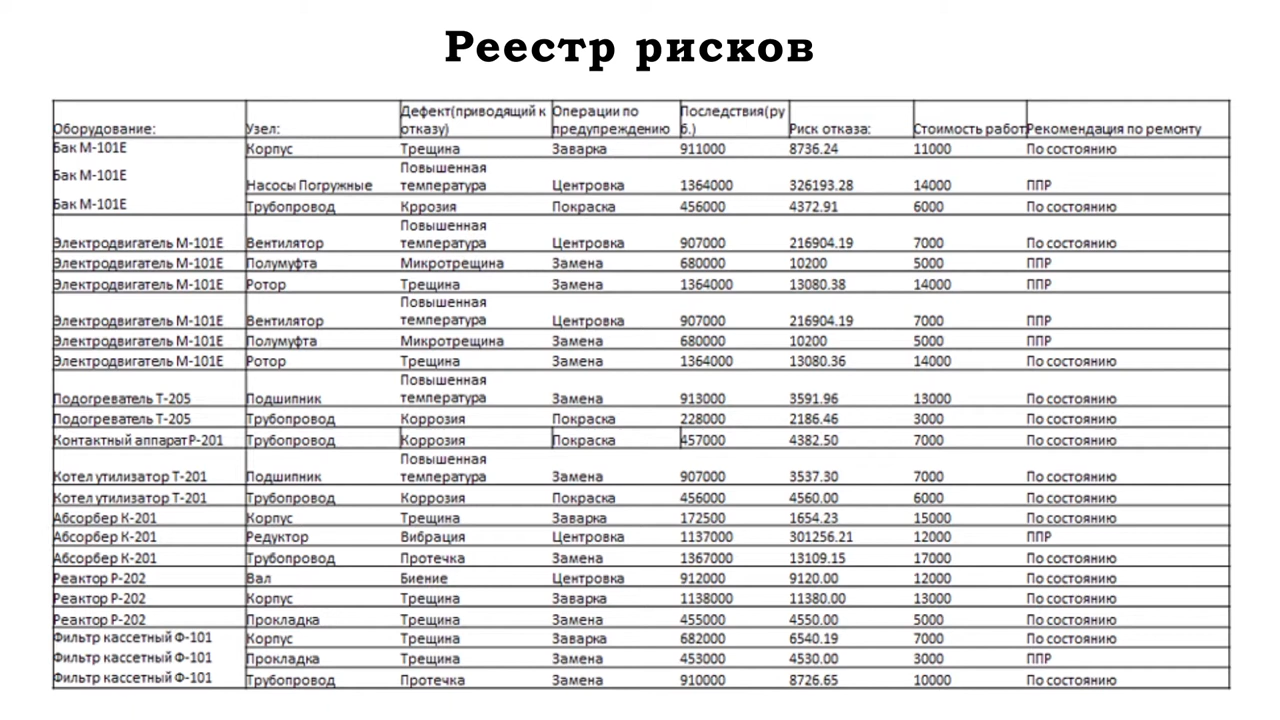 Реестр рисков
Оборудование: Узел: Дефект(приводящий к отказу) Операции по предупреждению Последствия(руб.) Риск отказа: Стоимость работ Рекомендация по ремонту
Бак М-101Е Корпус Трещина Заварка 911000 8736.24 11000 По состоянию
Бак М-101Е Насосы Погружные Повышенная температура Центровка 1364000 326193.28 14000 ППР
Бак М-101Е Трубопровод Кррозия Покраска 456000 4372.91 6000 По состоянию
Электродвигатель М-101Е Вентилятор Повышенная температура Центровка 907000 216904.19 7000 По состоянию
Электродвигатель М-101Е Полумуфта Микротрещина Замена 680000 10200 5000 ППР
Электродвигатель М-101Е Ротор Трещина Замена 1364000 13080.38 14000 ППР
Электродвигатель М-101Е Вентилятор Повышенная температура Центровка 907000 216904.19 7000 ППР
Электродвигатель М-101Е Полумуфта Микротрещина Замена 680000 10200 5000 ППР
Электродвигатель М-101Е Ротор Трещина Замена 1364000 13080.36 14000 По состоянию
Подогреватель Т-205 Подшипник Повышенная температура Замена 913000 3591.96 13000 По состоянию
Подогреватель Т-205 Трубопровод Коррозия Покраска 228000 2186.46 3000 По состоянию
Контактный аппарат Р-201 Трубопровод Коррозия Покраска 457000 4382.50 7000 По состоянию
Котел утилизатор Т-201 Подшипник Повышенная температура Замена 907000 3537.30 7000 По состоянию
Котел утилизатор Т-201 Трубопровод Коррозия Покраска 456000 4560.00 6000 По состоянию
Абсорбер К-201 Корпус Трещина Заварка 172500 1654.23 15000 По состоянию
Абсорбер К-201 Редуктор Вибрация Центровка 1137000 301256.21 12000 ППР
Абсорбер К-201 Трубопровод Протечка Замена 1367000 13109.15 17000 По состоянию
Реактор Р-202 Вал Биение Центровка 912000 9120.00 12000 По состоянию
Реактор Р-202 Корпус Трещина Заварка 1138000 11380.00 13000 По состоянию
Реактор Р-202 Прокладка Трещина Замена 455000 4550.00 5000 По состоянию
Фильтр кассетный Ф-101 Корпус Трещина Заварка 682000 6540.19 7000 По состоянию
Фильтр кассетный Ф-101 Прокладка Трещина Замена 453000 4530.00 3000 ППР
Фильтр кассетный Ф-101 Трубопровод Протечка Замена 910000 8726.65 10000 По состоянию